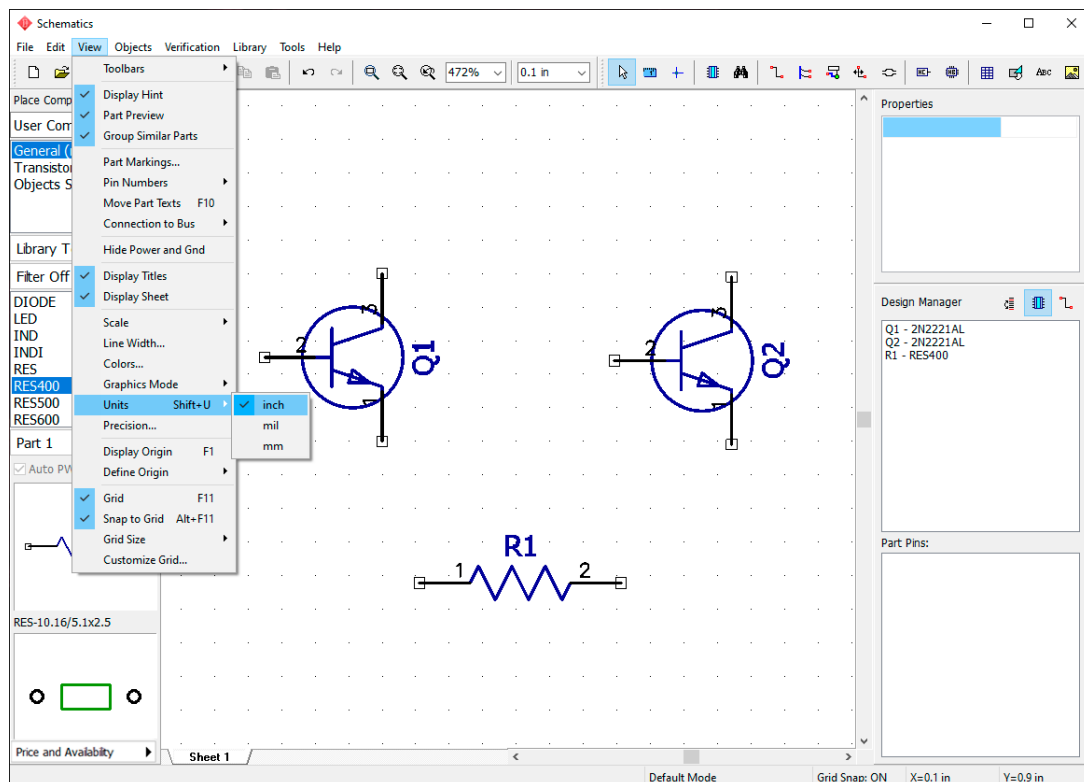 Schematics
File Edit View Objects Verification Library Tools Help
472% 0.1 in ABC
Place Comp
User Com
General (
Transisto
Objects S
Library T
Filter Off
DIODE
LED
IND
INDI
RES
RES400
RES500
RES600
Part 1
Auto PW
RES-10.16/5.1x2.5
Price and Availability
Toolbars
Display Hint
Part Preview
Group Similar Parts
Part Markings...
Pin Numbers
Move Part Texts F10
Connection to Bus
Hide Power and Gnd
Display Titles
Display Sheet
Scale
Line Width...
Colors...
Graphics Mode
Units Shift+U
Precision...
Display Origin F1
Define Origin
Grid F11
Snap to Grid Alt+F11
Grid Size
Customize Grid...
inch
mil
mm
3
2
1
Q1
3
2
1
Q2
R1
1 2
Sheet 1
Properties
Design Manager
Q1 - 2N2221AL
Q2 - 2N2221AL
R1 - RES400
Part Pins:
Default Mode Grid Snap: ON X=0.1 in Y=0.9 in